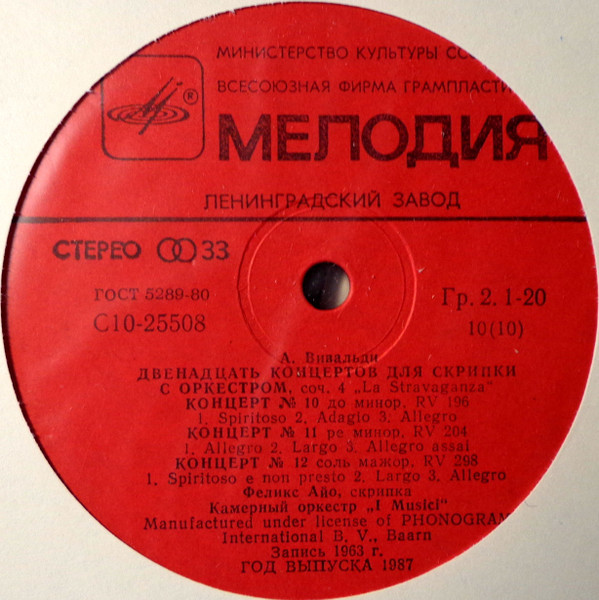 МИНИСТЕРСТВО КУЛЬТУРЫ
ВСЕСОЮЗНАЯ ФИРМА ГРАМПЛАСТИ
®
МЕЛОДИЯ
ЛЕНИНГРАДСКИЙ ЗАВОД
СТЕРЕО 33
ГОСТ 5289-80
Гр. 2. 1-20
С10-25508
10(10)
А. Вивальди
ДВЕНАДЦАТЬ КОНЦЕРТОВ ДЛЯ СКРИПКИ
С ОРКЕСТРОМ, соч. 4 „La Stravaganza"
КОНЦЕРТ № 10 до минор, RV 196
1. Spiritoso 2. Adagio 3. Allegro
КОНЦЕРТ № 11 ре мажор, RV 204
1. Allegro 2. Largo 3. Allegro assai
КОНЦЕРТ № 12 соль мажор, RV 298
1. Spiritoso e non presto 2. Largo 3. Allegro
Феликс Айо, скрипка
Камерный оркестр „I Musici"
Manufactured under license of PHONOGRAM
International B. V., Baarn
Запись 1963 г.
ГОД ВЫПУСКА 1987